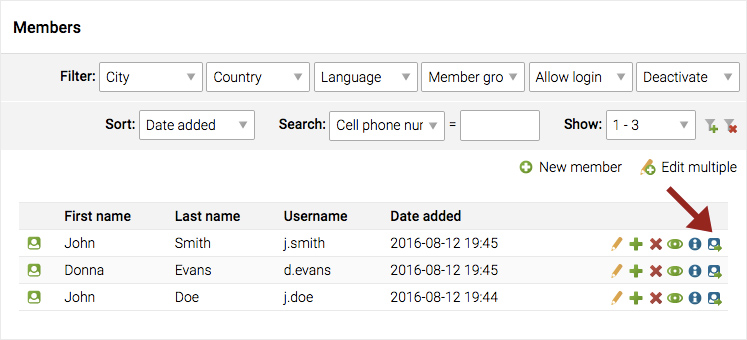 Members
Filter: City Country Language Member gro Allow login Deactivate
Sort: Date added Search: Cell phone nur = Show: 1 - 3
New member Edit multiple
First name Last name Username Date added
John Smith j.smith 2016-08-12 19:45
Donna Evans d.evans 2016-08-12 19:45
John Doe j.doe 2016-08-12 19:44